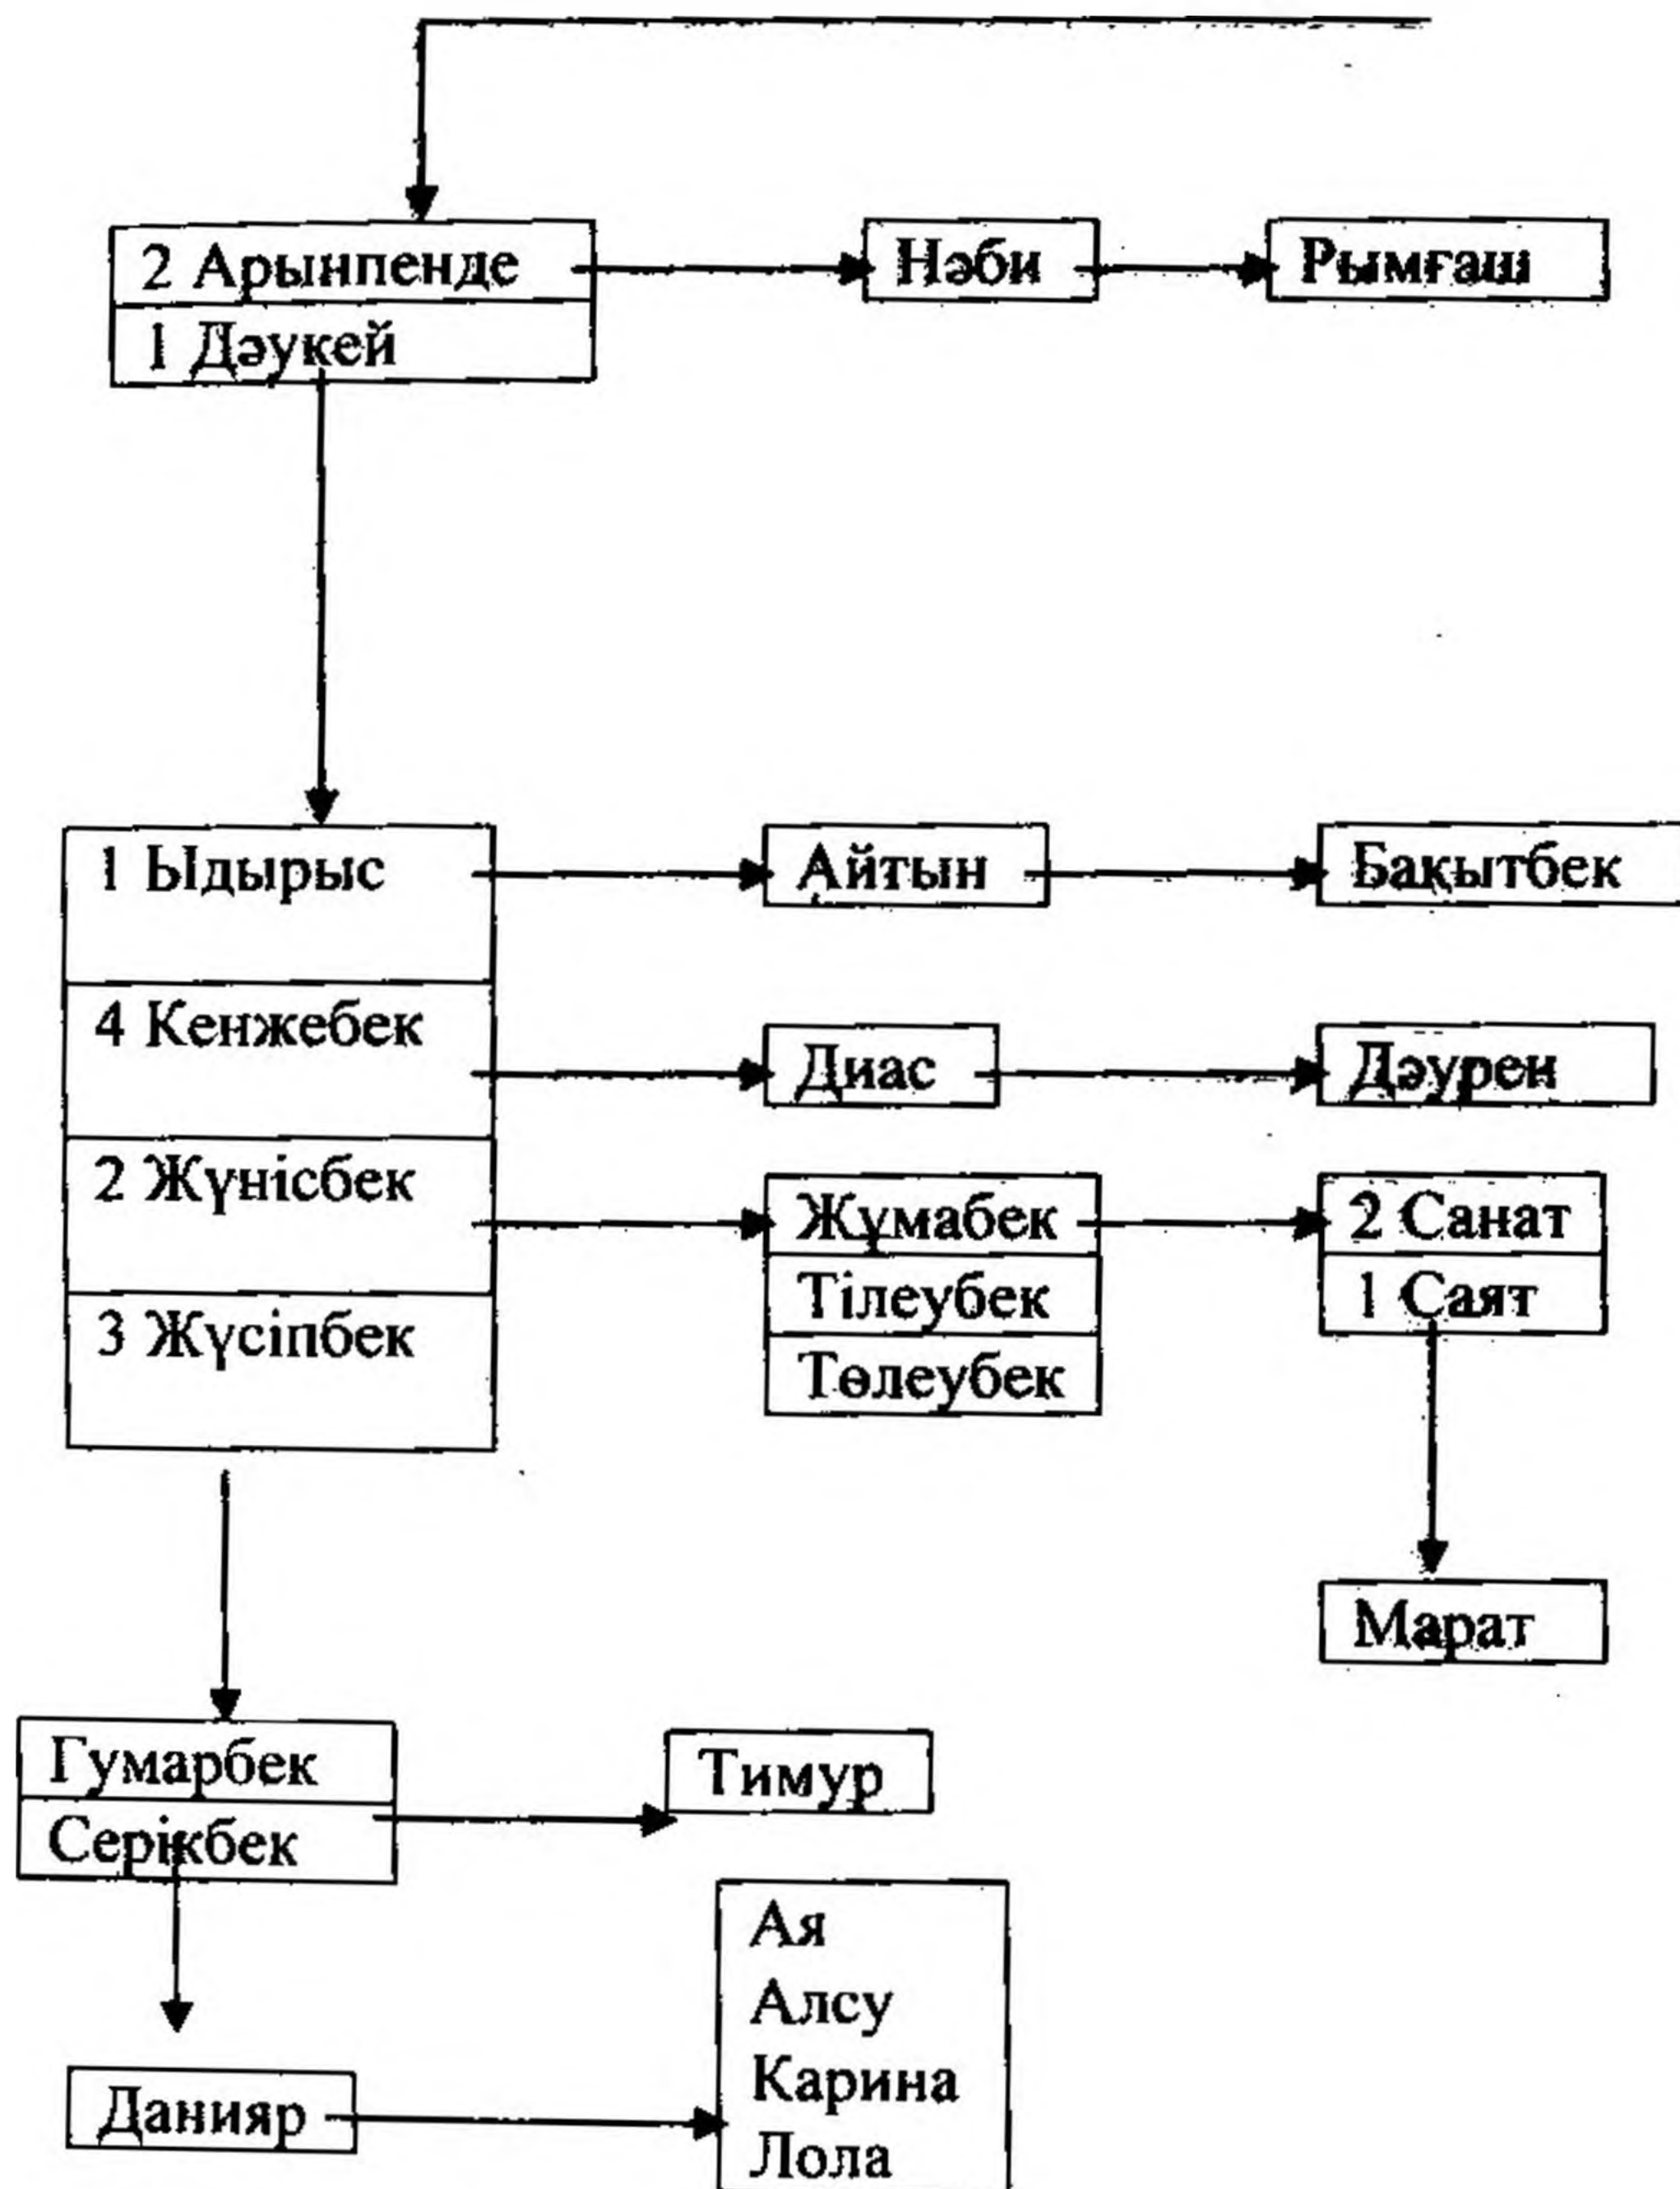 2 Арынпенде
Нәби
Рымғаш
1 Дәукей
1 Ыдырыс
Айтын
Бақытбек
4 Кенжебек
Диас
Дәурен
2 Жүнісбек
Жұмабек
2 Санат
Тілеубек
1 Саят
3 Жүсіпбек
Төлеубек
Марат
Гумарбек
Тимур
Серікбек
Ая
Алсу
Карина
Данияр
Лола